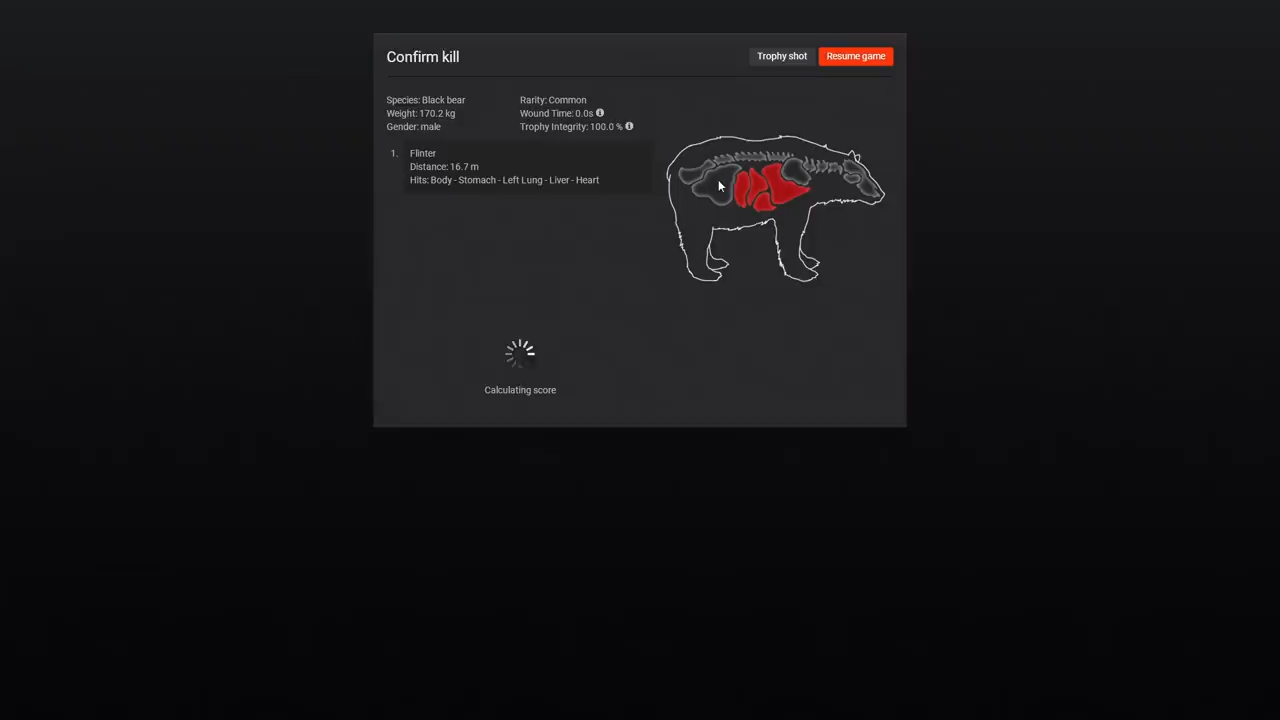 Confirm kill
Trophy shot
Resume game
Species: Black bear
Rarity: Common
Weight: 170.2 kg
Wound Time: 0.0s
Gender: male
Trophy Integrity: 100.0 %
1. Flinter
Distance: 16.7 m
Hits: Body - Stomach - Left Lung - Liver - Heart
Calculating score